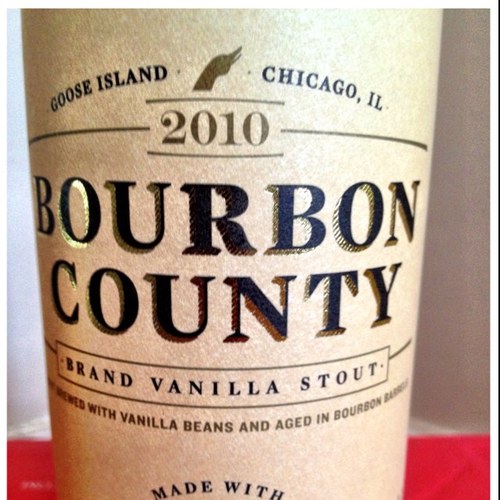 GOOSE ISLAND · CHICAGO, IL
2010
BOURBON
COUNTY
·BRAND VANILLA STOUT·
BREWED WITH VANILLA BEANS AND AGED IN BOURBON BARRELS
MADE WITH